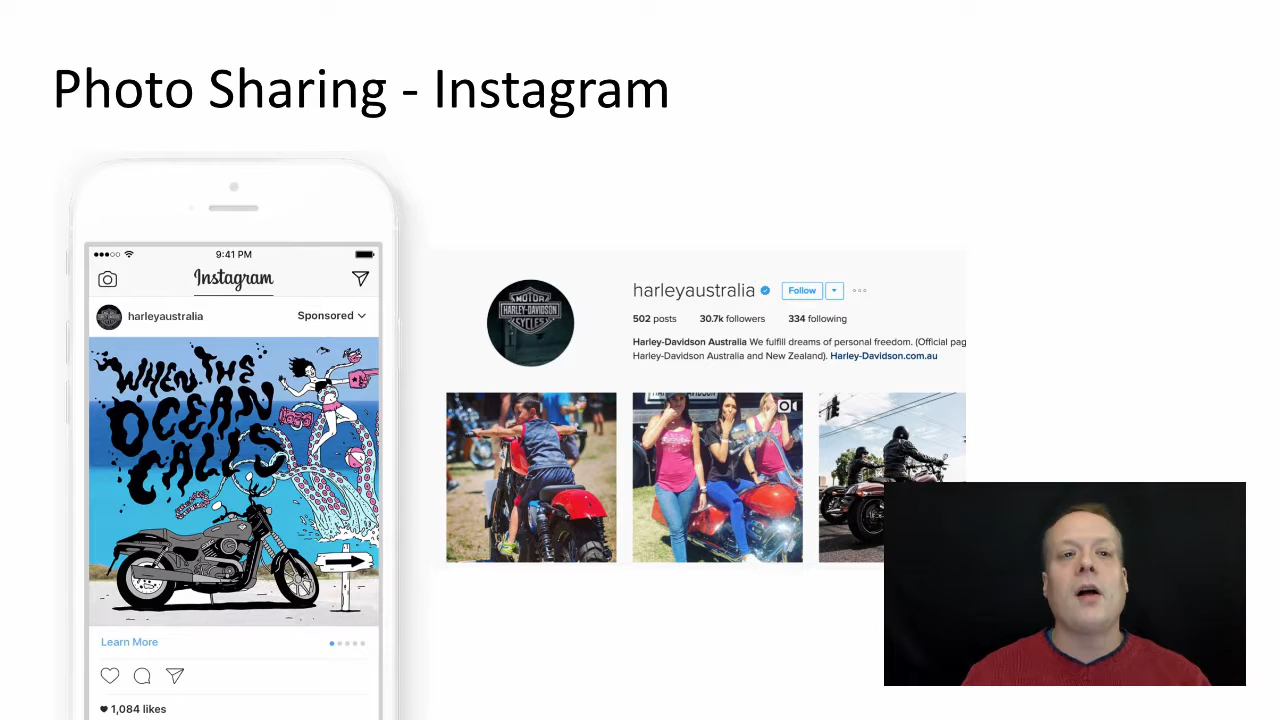 Photo Sharing - Instagram
9:41 PM
Instagram
harleyaustralia
Sponsored
WHEN THE
OCEAN
CALLS
Learn More
1,084 likes
MOTOR
HARLEY-DAVIDSON
CYCLES
harleyaustralia
Follow
502 posts 30.7k followers 334 following
Harley-Davidson Australia We fulfill dreams of personal freedom. (Official pag
Harley-Davidson Australia and New Zealand). Harley-Davidson.com.au